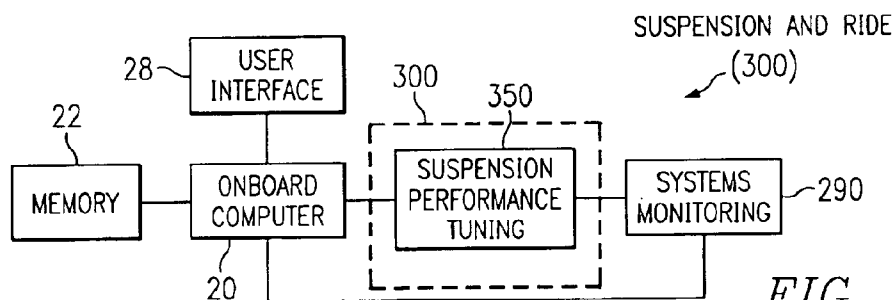 SUSPENSION AND RIDE
(300)
28
USER
INTERFACE
300
350
22
MEMORY
ONBOARD
COMPUTER
20
SUSPENSION
PERFORMANCE
TUNING
SYSTEMS
MONITORING
290
FIG